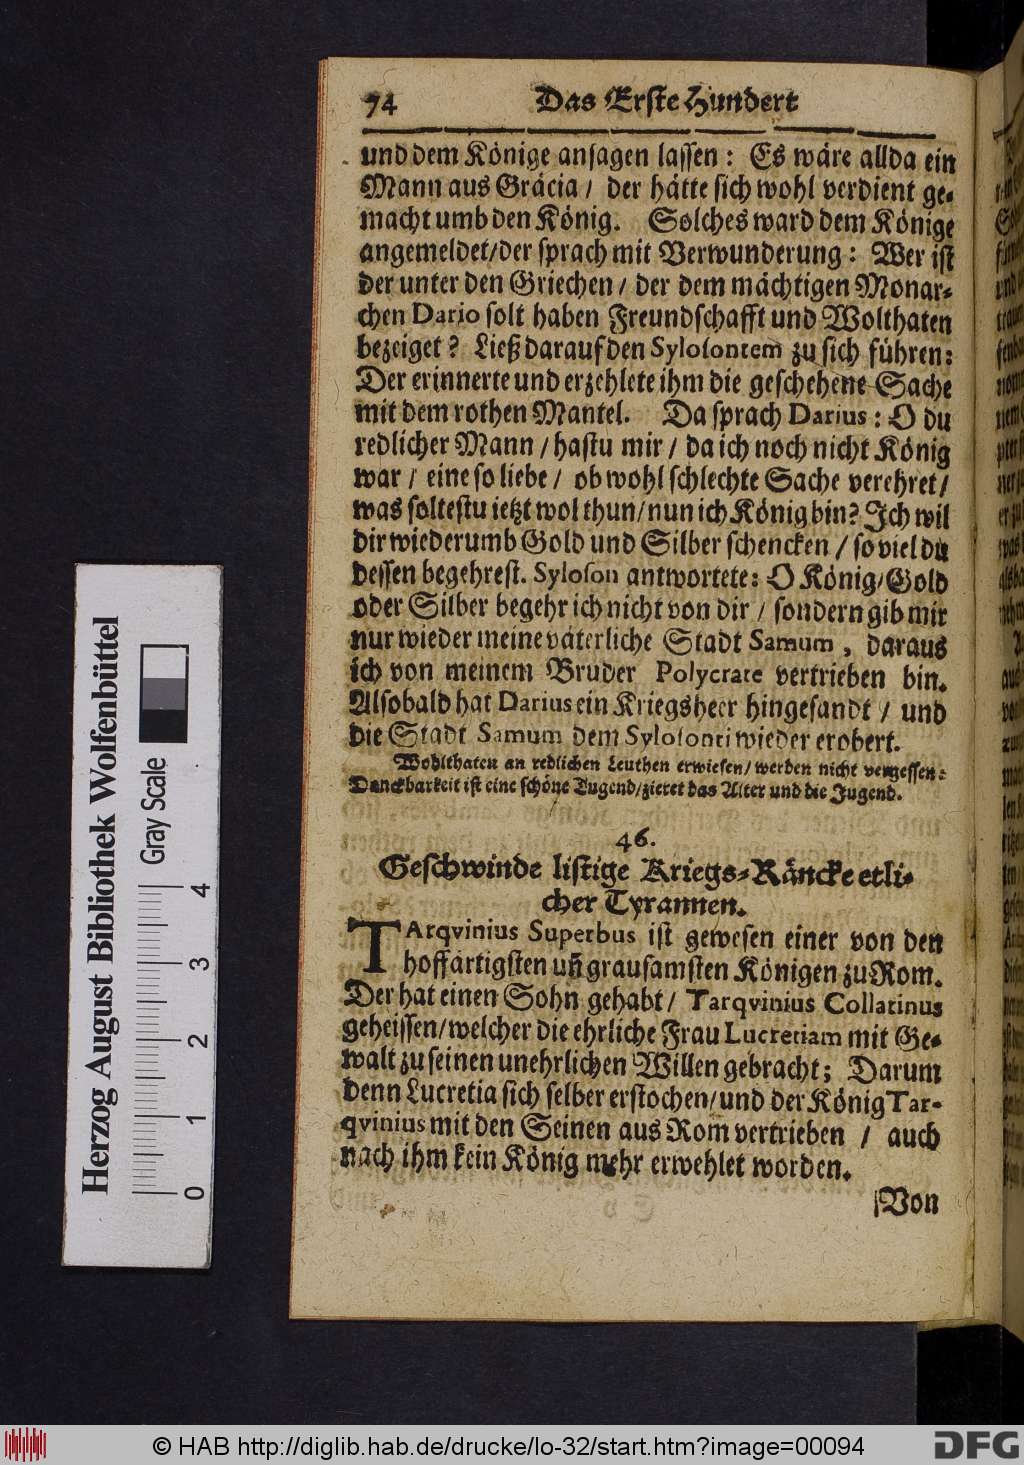 74 Das Erste Hundert
und dem Könige ansagen lassen: Es wäre allda ein
Mann aus Gräcia / der hätte sich wohl verdient ge-
macht umb den König. Solches ward dem Könige
angemeldet/der sprach mit Verwunderung: Wer ist
der unter den Griechen / der dem mächtigen Monar-
chen Dario solt haben Freundschafft und Wolthaten
bezeiget? Ließ darauf den Sylosontem zu sich führen:
Der erinnerte und erzehlete ihm die geschehene Sache
mit dem rothen Mantel. Da sprach Darius: O du
redlicher Mann / hastu mir / da ich noch nicht König
war / eine so liebe / ob wohl schlechte Sache verehret /
was soltestu ietzt wol thun/nun ich König bin? Ich wil
dir wiederumb Gold und Silber schencken / so viel du
dessen begehrest. Syloson antwortete: O König/Gold
oder Silber begehr ich nicht von dir / sondern gib mir
nur wieder meine väterliche Stadt Samum, daraus
ich von meinem Bruder Polycrate vertrieben bin.
Alsobald hat Darius ein Kriegsheer hingesandt / und
die Stadt Samum dem Sylosonti wieder erobert.
Wohlthaten an redlichen Leuthen erwiesen/werden nicht vergessen:
Danckbarkeit ist eine schöne Tugend/zieret das Alter und die Jugend.
46.
Geschwinde listige Kriegs-Räncke etli-
cher Tyrannen.
TArqvinius Superbus ist gewesen einer von den
hoffärtigsten uñ grausamsten Königen zu Rom.
Der hat einen Sohn gehabt / Tarqvinius Collatinus
geheissen/welcher die ehrliche Frau Lucretiam mit Ge-
walt zu seinen unehrlichen Willen gebracht; Darum
denn Lucretia sich selber erstochen/und der König Tar-
qvinius mit den Seinen aus Rom vertrieben / auch
nach ihm kein König mehr erwehlet worden.
Von
Herzog August Bibliothek Wolfenbüttel
Gray Scale
0 1 2 3 4
© HAB http://diglib.hab.de/drucke/lo-32/start.htm?image=00094
DFG